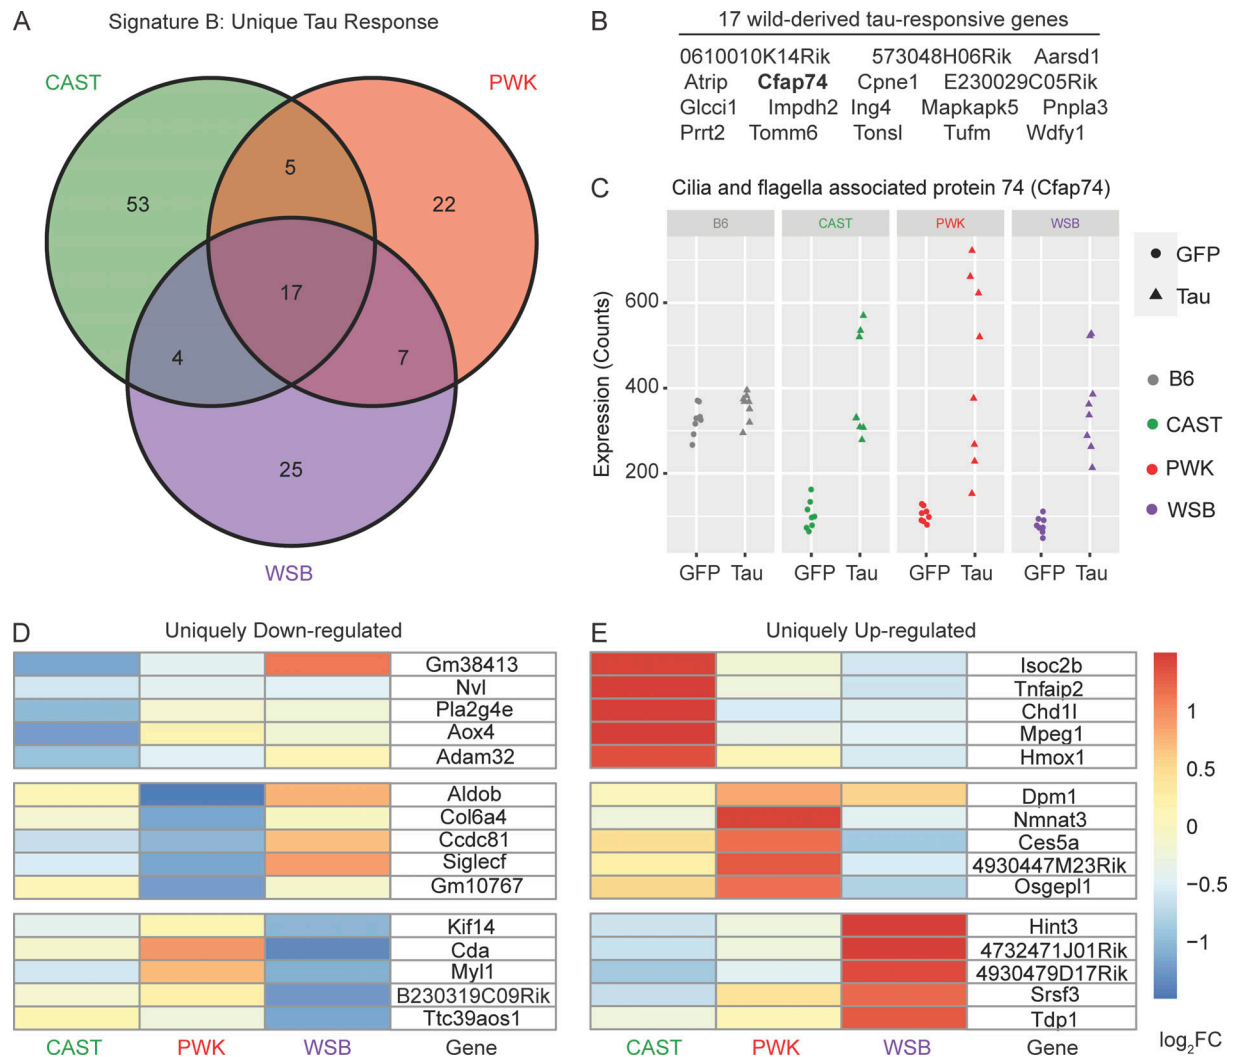 A Signature B: Unique Tau Response
CAST
PWK
5
53
22
17
4
7
25
WSB
B 17 wild-derived tau-responsive genes
0610010K14Rik 573048H06Rik Aarsd1
Atrip Cfap74 Cpne1 E230029C05Rik
Glcci1 Impdh2 Ing4 Mapkapk5 Pnpla3
Prrt2 Tomm6 Tonsl Tufm Wdfy1
C Cilia and flagella associated protein 74 (Cfap74)
B6 CAST PWK WSB
Expression (Counts)
600
400
200
GFP Tau GFP Tau GFP Tau GFP Tau
GFP
Tau
B6
CAST
PWK
WSB
D Uniquely Down-regulated
Gm38413
Nvl
Pla2g4e
Aox4
Adam32
Aldob
Col6a4
Ccdc81
Siglecf
Gm10767
Kif14
Cda
Myl1
B230319C09Rik
Ttc39aos1
CAST PWK WSB Gene
E Uniquely Up-regulated
Isoc2b
Tnfaip2
Chd1l
Mpeg1
Hmox1
Dpm1
Nmnat3
Ces5a
4930447M23Rik
Osgepl1
Hint3
4732471J01Rik
4930479D17Rik
Srsf3
Tdp1
CAST PWK WSB Gene
1
0.5
0
−0.5
−1
log₂FC